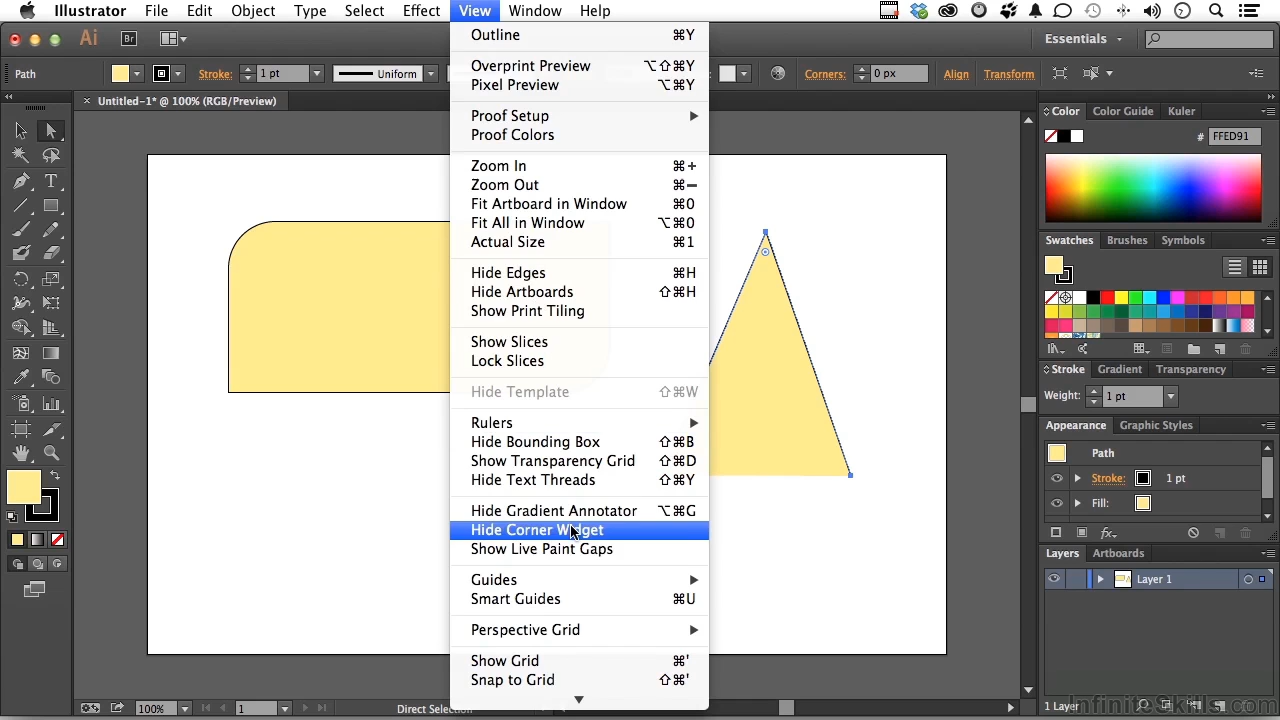 Illustrator File Edit Object Type Select Effect View Window Help
Ai Br Essentials
Path Stroke: 1 pt Uniform Corners: 0 px Align Transform
× Untitled-1* @ 100% (RGB/Preview)
Outline ⌘Y
Overprint Preview ⌥⇧⌘Y
Pixel Preview ⌥⌘Y
Proof Setup
Proof Colors
Zoom In ⌘+
Zoom Out ⌘−
Fit Artboard in Window ⌘0
Fit All in Window ⌥⌘0
Actual Size ⌘1
Hide Edges ⌘H
Hide Artboards ⇧⌘H
Show Print Tiling
Show Slices
Lock Slices
Hide Template ⇧⌘W
Rulers
Hide Bounding Box ⇧⌘B
Show Transparency Grid ⇧⌘D
Hide Text Threads ⇧⌘Y
Hide Gradient Annotator ⌥⌘G
Hide Corner Widget
Show Live Paint Gaps
Guides
Smart Guides ⌘U
Perspective Grid
Show Grid ⌘'
Snap to Grid ⇧⌘'
Color Color Guide Kuler
# FFED91
Swatches Brushes Symbols
Stroke Gradient Transparency
Weight: 1 pt
Appearance Graphic Styles
Path
Stroke: 1 pt
Fill:
fx
Layers Artboards
Layer 1
1 Layer
100% 1 Direct Selection
InfiniteSkills.com